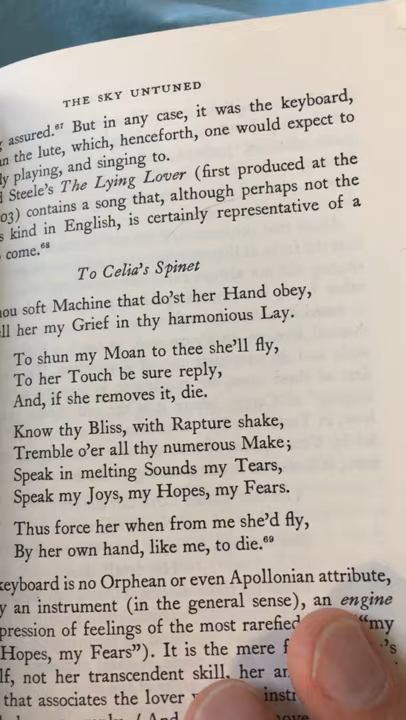 THE SKY UNTUNED
assured.⁶⁷ But in any case, it was the keyboard,
the lute, which, henceforth, one would expect to
playing, and singing to.
Steele's The Lying Lover (first produced at the
03) contains a song that, although perhaps not the
kind in English, is certainly representative of a
come.⁶⁸
To Celia's Spinet
soft Machine that do'st her Hand obey,
her my Grief in thy harmonious Lay.
To shun my Moan to thee she'll fly,
To her Touch be sure reply,
And, if she removes it, die.
Know thy Bliss, with Rapture shake,
Tremble o'er all thy numerous Make;
Speak in melting Sounds my Tears,
Speak my Joys, my Hopes, my Fears.
Thus force her when from me she'd fly,
By her own hand, like me, to die.⁶⁹
keyboard is no Orphean or even Apollonian attribute,
an instrument (in the general sense), an engine
pression of feelings of the most rarefied "my
Hopes, my Fears"). It is the mere
not her transcendent skill, her
that associates the lover